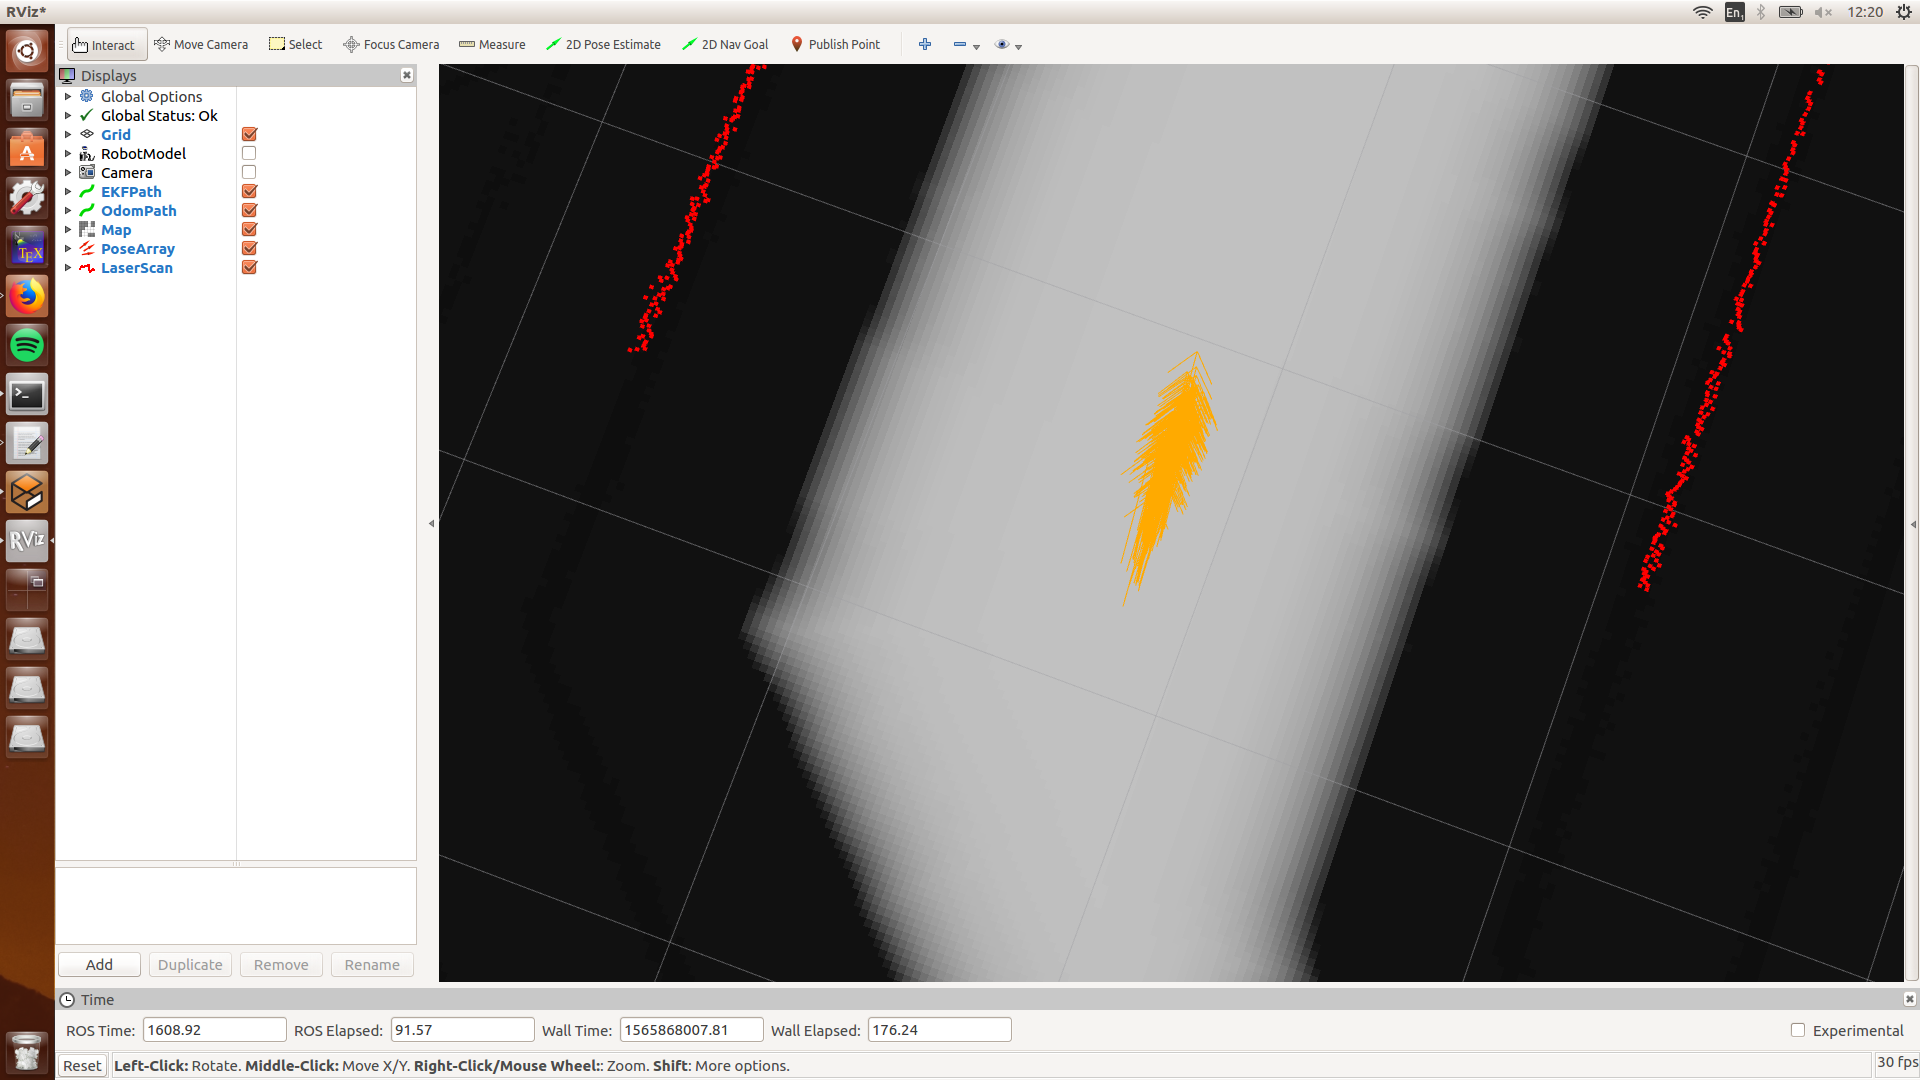 RViz*
En1
12:20
Interact
Move Camera
Select
Focus Camera
Measure
2D Pose Estimate
2D Nav Goal
Publish Point
Displays
Global Options
Global Status: Ok
Grid
RobotModel
Camera
EKFPath
OdomPath
Map
PoseArray
LaserScan
TEX
RViz
Add
Duplicate
Remove
Rename
Time
ROS Time: 1608.92
ROS Elapsed: 91.57
Wall Time: 1565868007.81
Wall Elapsed: 176.24
Experimental
Reset
Left-Click: Rotate. Middle-Click: Move X/Y. Right-Click/Mouse Wheel:: Zoom. Shift: More options.
30 fps